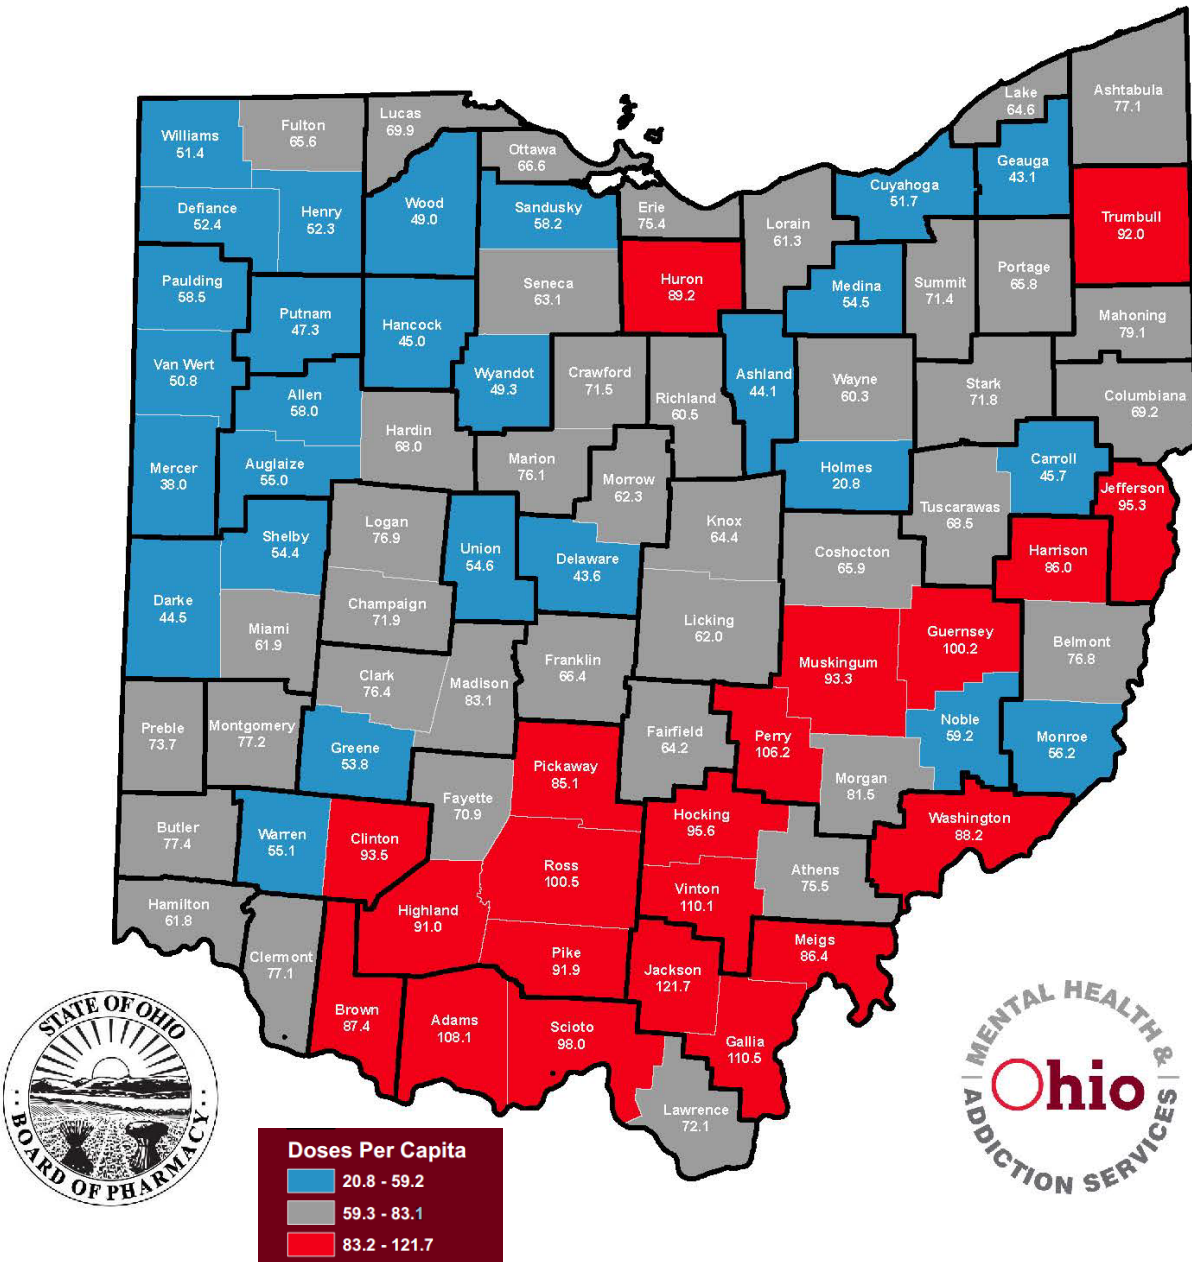 Lake
64.6
Ashtabula
77.1
Lucas
69.9
Fulton
65.6
Williams
51.4
Ottawa
66.6
Geauga
43.1
Cuyahoga
51.7
Wood
49.0
Sandusky
58.2
Erie
75.4
Defiance
52.4
Henry
52.3
Lorain
61.3
Trumbull
92.0
Portage
65.8
Paulding
58.5
Seneca
63.1
Huron
89.2
Medina
54.5
Summit
71.4
Putnam
47.3
Hancock
45.0
Mahoning
79.1
Van Wert
50.8
Wyandot
49.3
Crawford
71.5
Ashland
44.1
Wayne
60.3
Stark
71.8
Allen
58.0
Richland
60.5
Columbiana
69.2
Hardin
68.0
Mercer
38.0
Auglaize
55.0
Marion
76.1
Morrow
62.3
Holmes
20.8
Carroll
45.7
Jefferson
95.3
Tuscarawas
68.5
Logan
76.9
Knox
64.4
Shelby
54.4
Union
54.6
Delaware
43.6
Coshocton
65.9
Harrison
86.0
Darke
44.5
Miami
61.9
Champaign
71.9
Licking
62.0
Guernsey
100.2
Belmont
76.8
Clark
76.4
Madison
83.1
Franklin
66.4
Muskingum
93.3
Preble
73.7
Montgomery
77.2
Greene
53.8
Fairfield
64.2
Perry
106.2
Noble
59.2
Monroe
56.2
Pickaway
85.1
Morgan
81.5
Fayette
70.9
Butler
77.4
Warren
55.1
Clinton
93.5
Hocking
95.6
Washington
88.2
Ross
100.5
Athens
75.5
Vinton
110.1
Hamilton
61.8
Highland
91.0
Clermont
77.1
Pike
91.9
Meigs
86.4
Jackson
121.7
Brown
87.4
Adams
108.1
Scioto
98.0
Gallia
110.5
Lawrence
72.1
STATE OF OHIO
BOARD OF PHARMACY
MENTAL HEALTH &
Ohio
ADDICTION SERVICES
Doses Per Capita
20.8 - 59.2
59.3 - 83.1
83.2 - 121.7